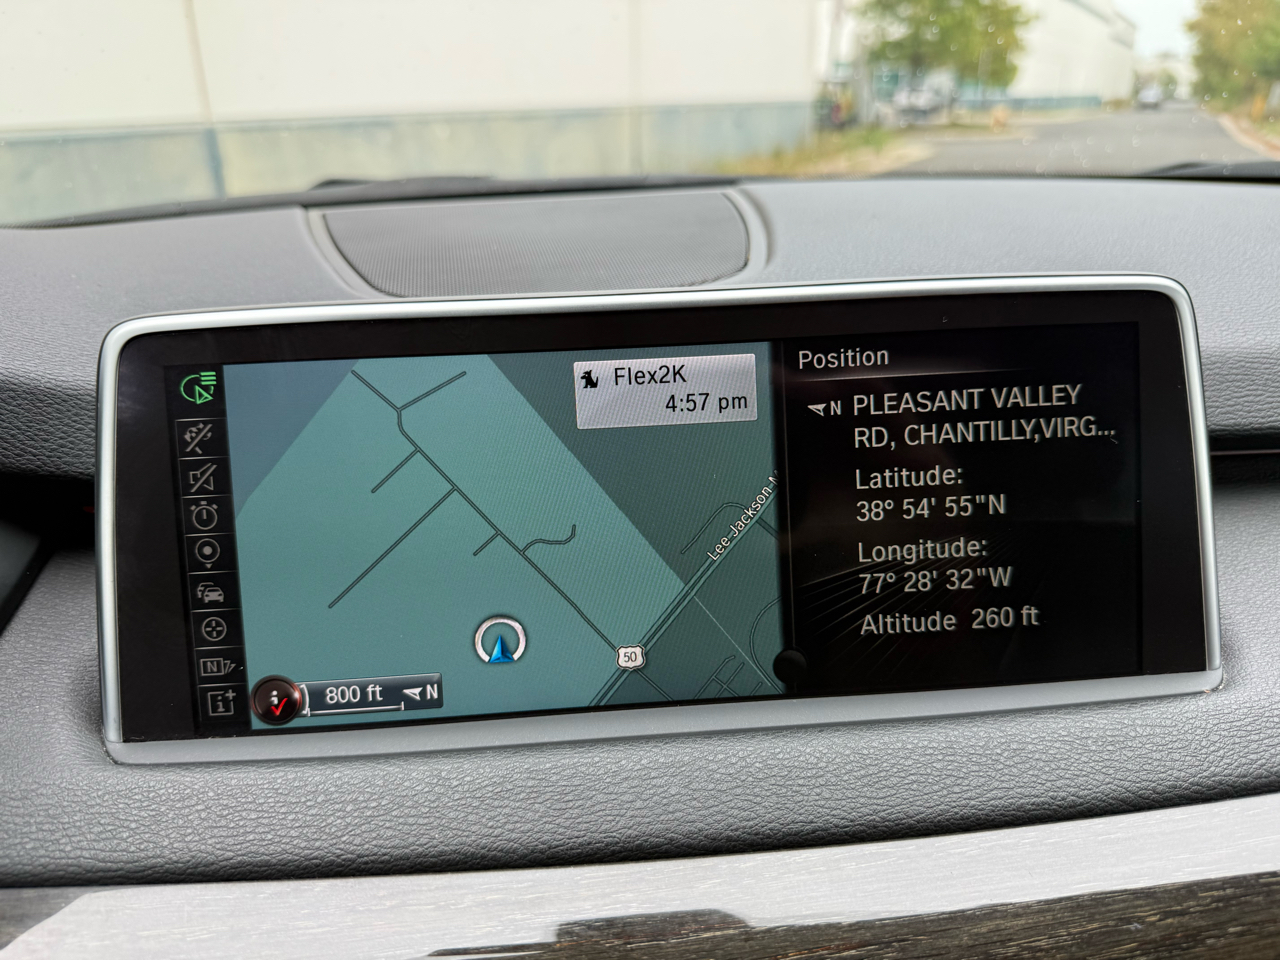 Flex2K
4:57 pm
Lee Jackson M
50
800 ft
N
Position
N PLEASANT VALLEY
RD, CHANTILLY,VIRG...
Latitude:
38° 54' 55"N
Longitude:
77° 28' 32"W
Altitude 260 ft